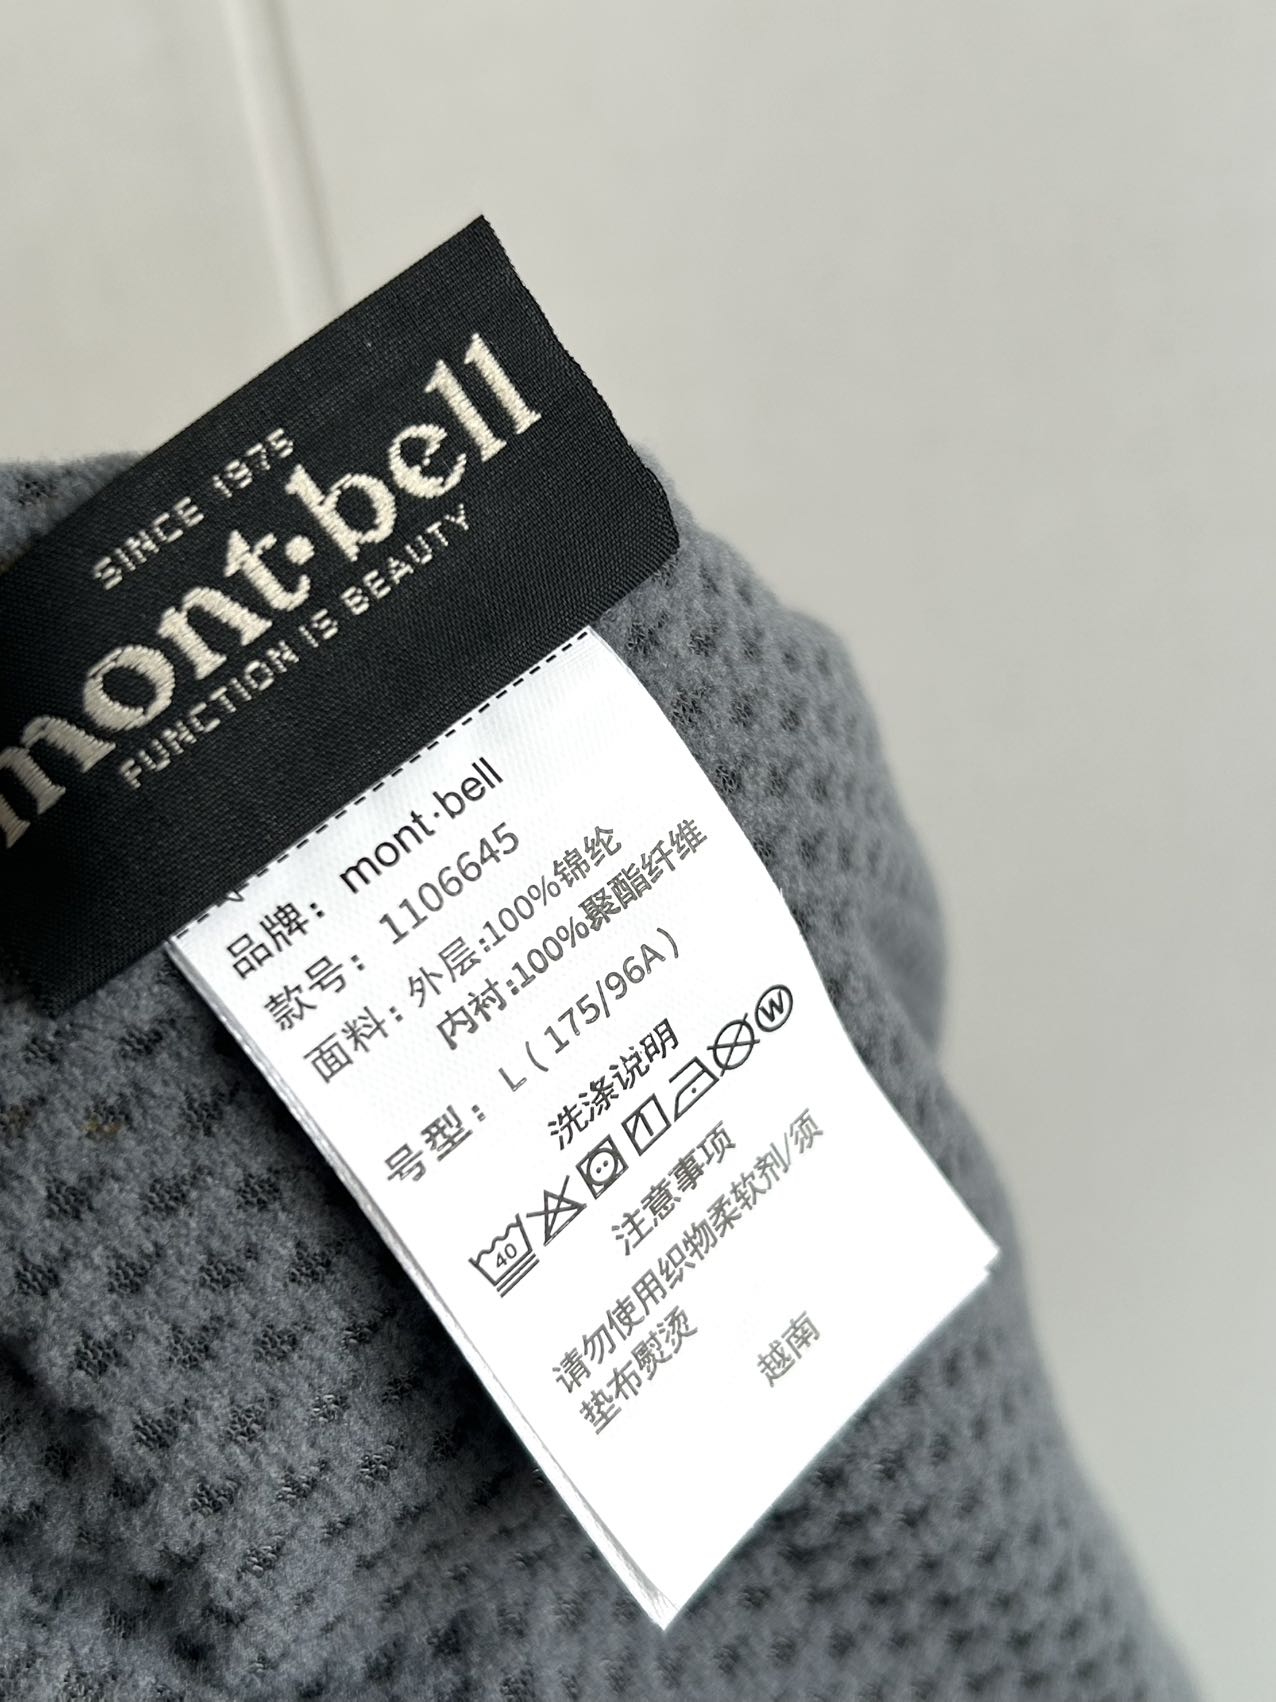 SINCE 1975
mont·bell
FUNCTION IS BEAUTY
品牌: mont·bell
款号: 1106645
面料: 外层:100%锦纶
内衬:100%聚酯纤维
号型: L(175/96A)
洗涤说明
40 W
注意事项
请勿使用织物柔软剂/须
垫布熨烫
越南